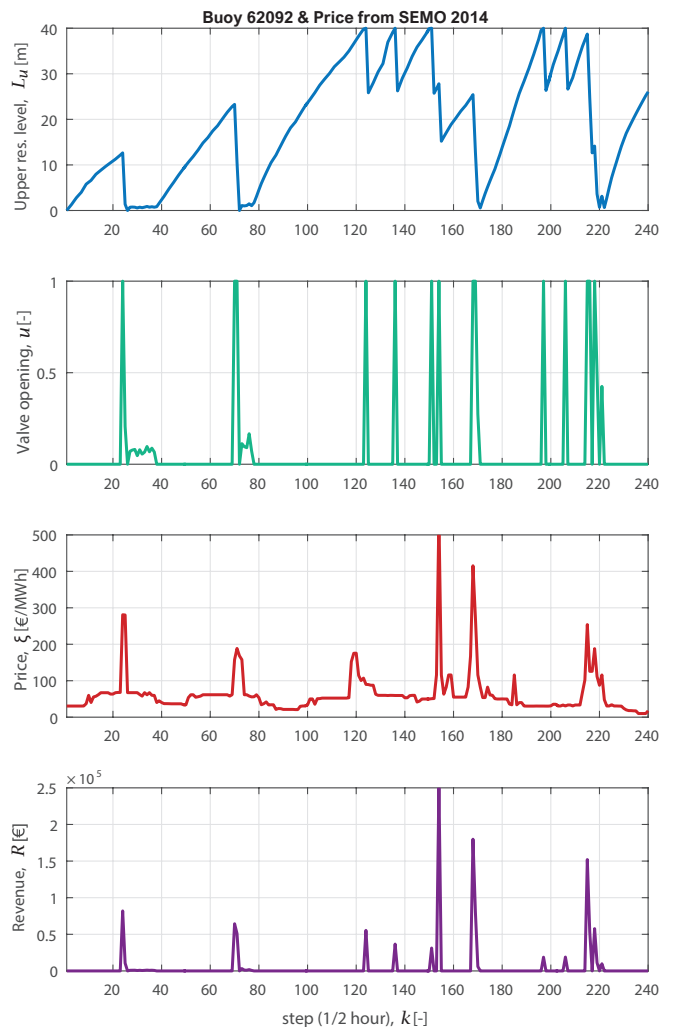 Buoy 62092 & Price from SEMO 2014
Upper res. level, Lu [m]
40
30
20
10
0
20 40 60 80 100 120 140 160 180 200 220 240
Valve opening, u [-]
1
0.5
0
20 40 60 80 100 120 140 160 180 200 220 240
Price, ξ [€/MWh]
500
400
300
200
100
0
20 40 60 80 100 120 140 160 180 200 220 240
Revenue, R [€]
× 10^5
2.5
2
1.5
1
0.5
0
20 40 60 80 100 120 140 160 180 200 220 240
step (1/2 hour), k [-]